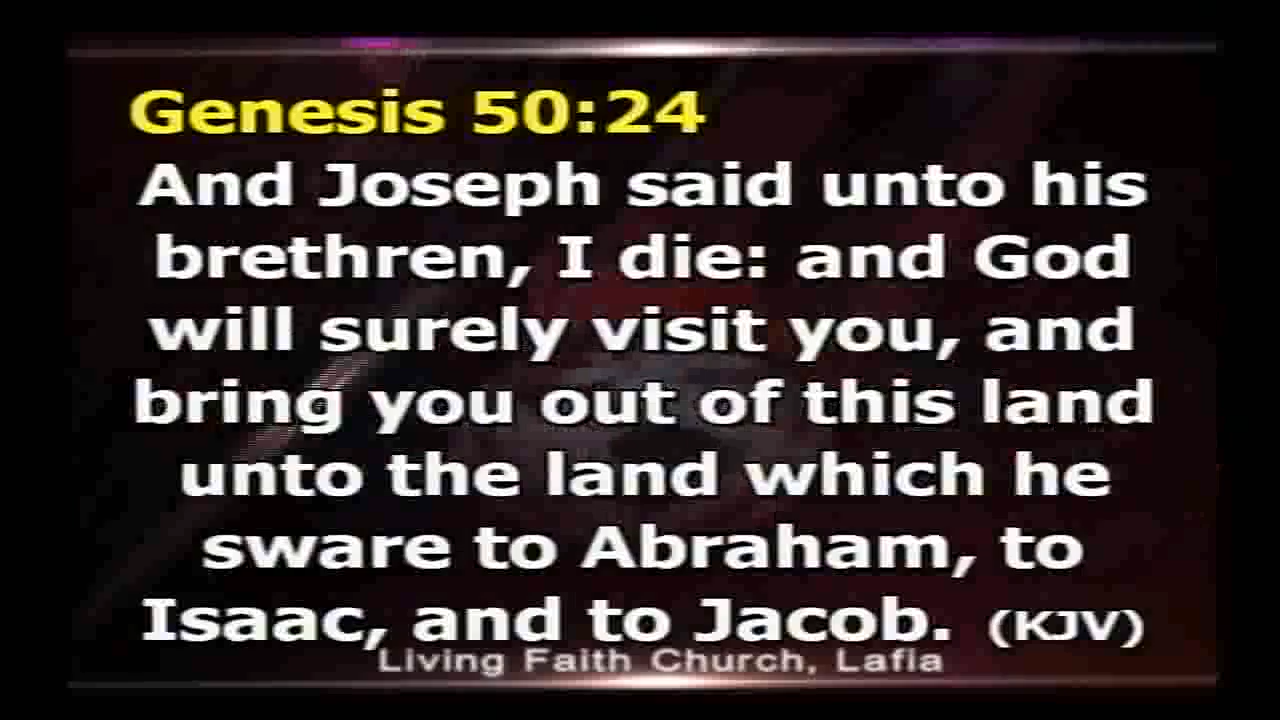 Genesis 50:24
And Joseph said unto his
brethren, I die: and God
will surely visit you, and
bring you out of this land
unto the land which he
sware to Abraham, to
Isaac, and to Jacob. (KJV)
Living Faith Church, Lafia